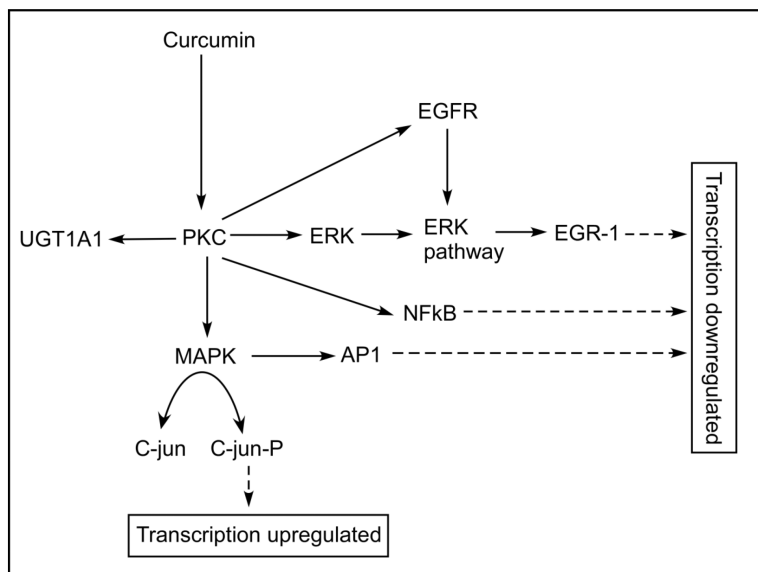 Curcumin
EGFR
UGT1A1
PKC
ERK
ERK
pathway
EGR-1
NFkB
MAPK
AP1
C-jun
C-jun-P
Transcription upregulated
Transcription downregulated